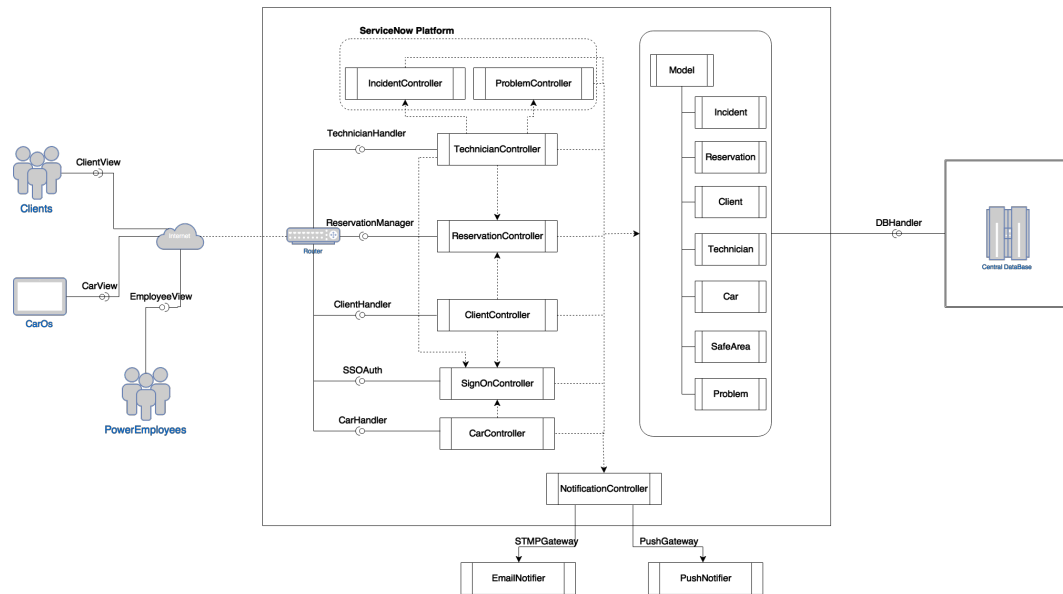 ServiceNow Platform
IncidentController
ProblemController
Model
Incident
TechnicianHandler
TechnicianController
Reservation
ClientView
Clients
Client
ReservationManager
ReservationController
DBHandler
Internet
Router
Technician
Central DataBase
CarView
EmployeeView
CarOs
ClientHandler
ClientController
Car
SafeArea
SSOAuth
SignOnController
Problem
PowerEmployees
CarHandler
CarController
NotificationController
STMPGateway
PushGateway
EmailNotifier
PushNotifier